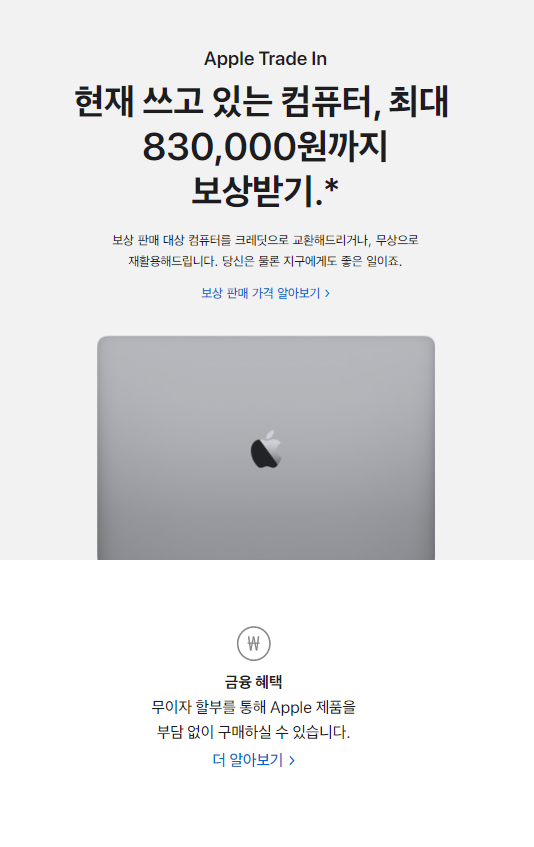 Apple Trade In
현재 쓰고 있는 컴퓨터, 최대
830,000원까지
보상받기.*
보상 판매 대상 컴퓨터를 크레딧으로 교환해드리거나, 무상으로
재활용해드립니다. 당신은 물론 지구에게도 좋은 일이죠.
보상 판매 가격 알아보기 >
₩
금융 혜택
무이자 할부를 통해 Apple 제품을
부담 없이 구매하실 수 있습니다.
더 알아보기 >